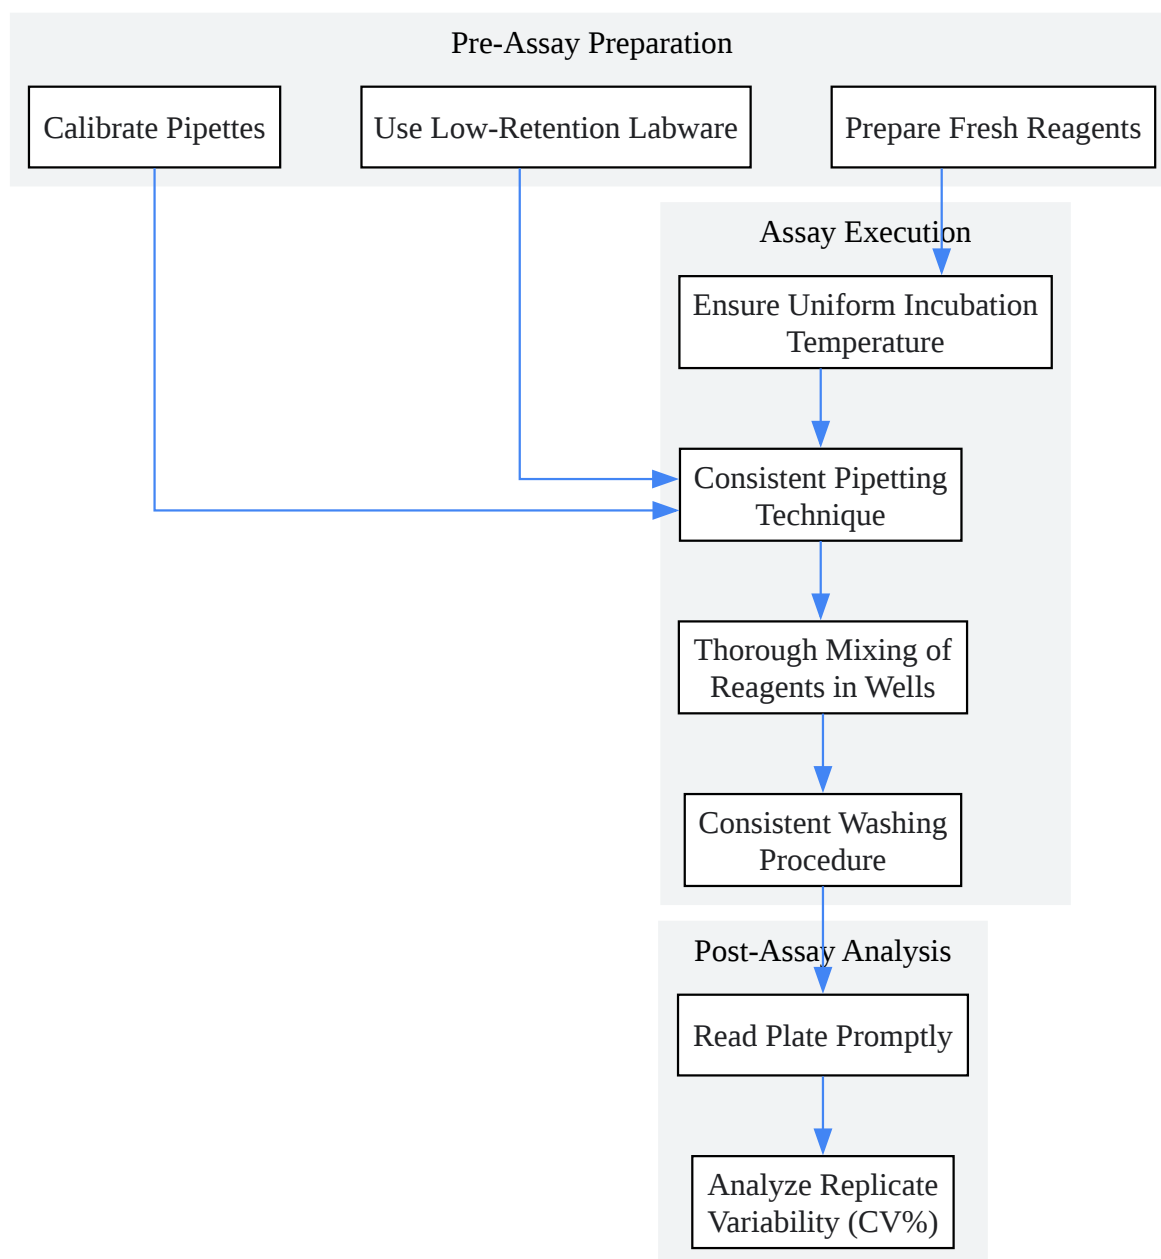 Pre-Assay Preparation
Calibrate Pipettes
Use Low-Retention Labware
Prepare Fresh Reagents
Assay Execution
Ensure Uniform Incubation
Temperature
Consistent Pipetting
Technique
Thorough Mixing of
Reagents in Wells
Consistent Washing
Procedure
Post-Assay Analysis
Read Plate Promptly
Analyze Replicate
Variability (CV%)